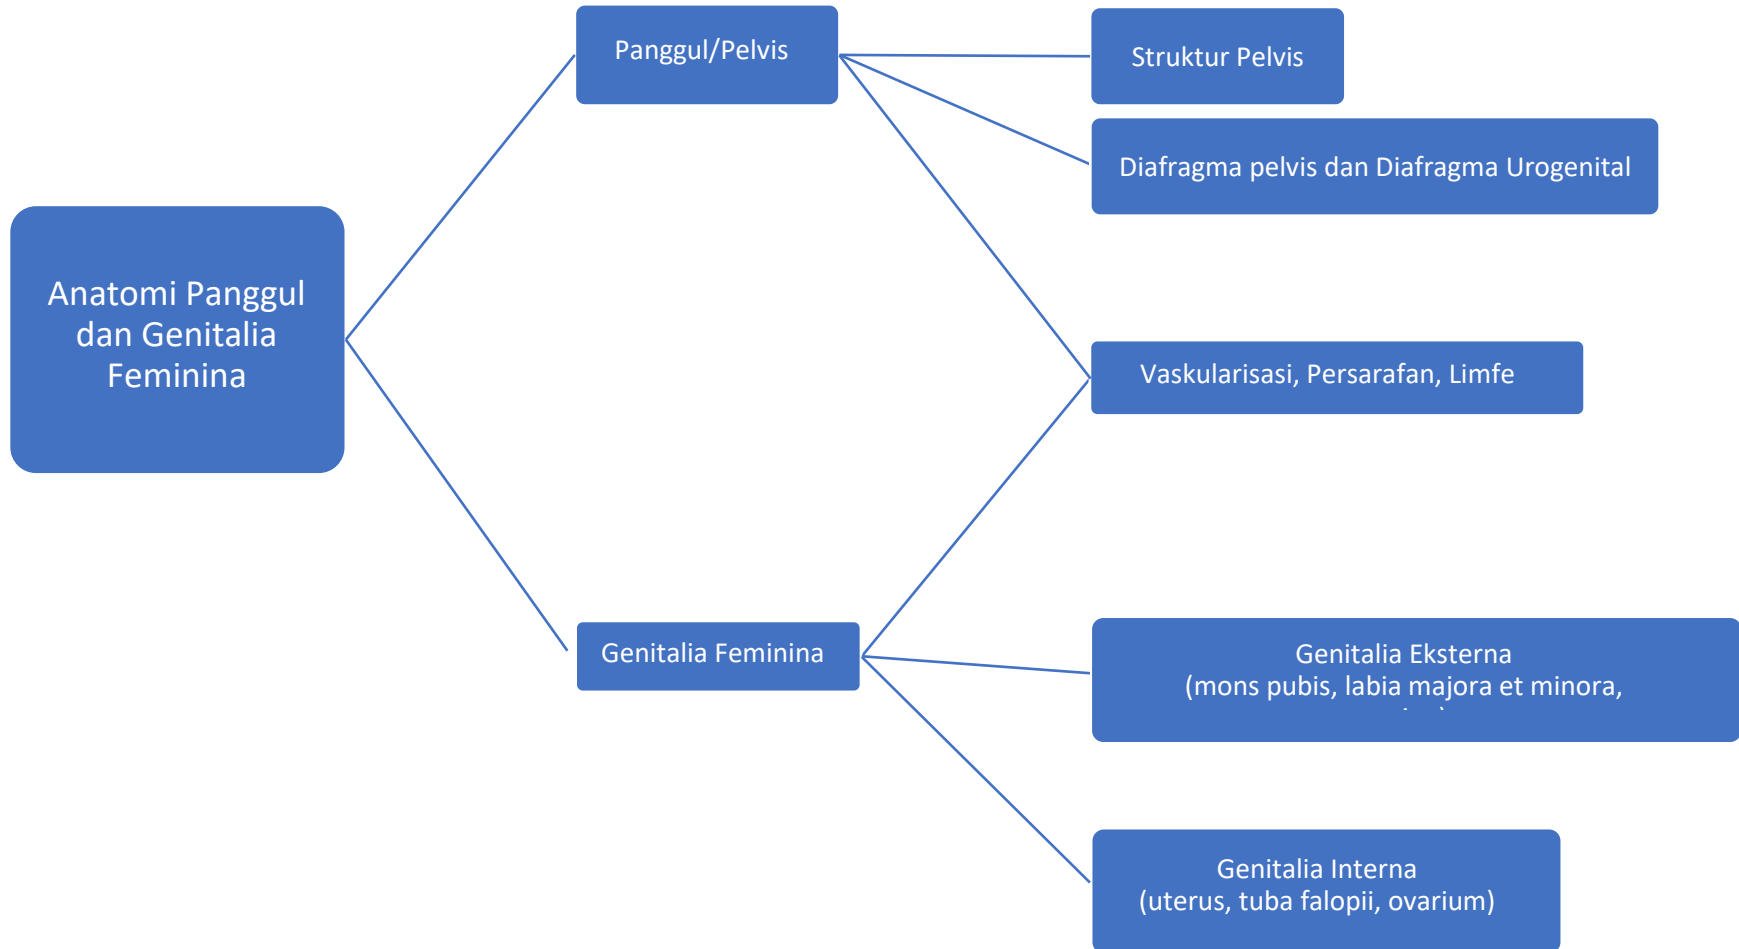 Panggul/Pelvis
Struktur Pelvis
Diafragma pelvis dan Diafragma Urogenital
Anatomi Panggul
dan Genitalia
Feminina
Vaskularisasi, Persarafan, Limfe
Genitalia Feminina
Genitalia Eksterna
(mons pubis, labia majora et minora,
Genitalia Interna
(uterus, tuba falopii, ovarium)